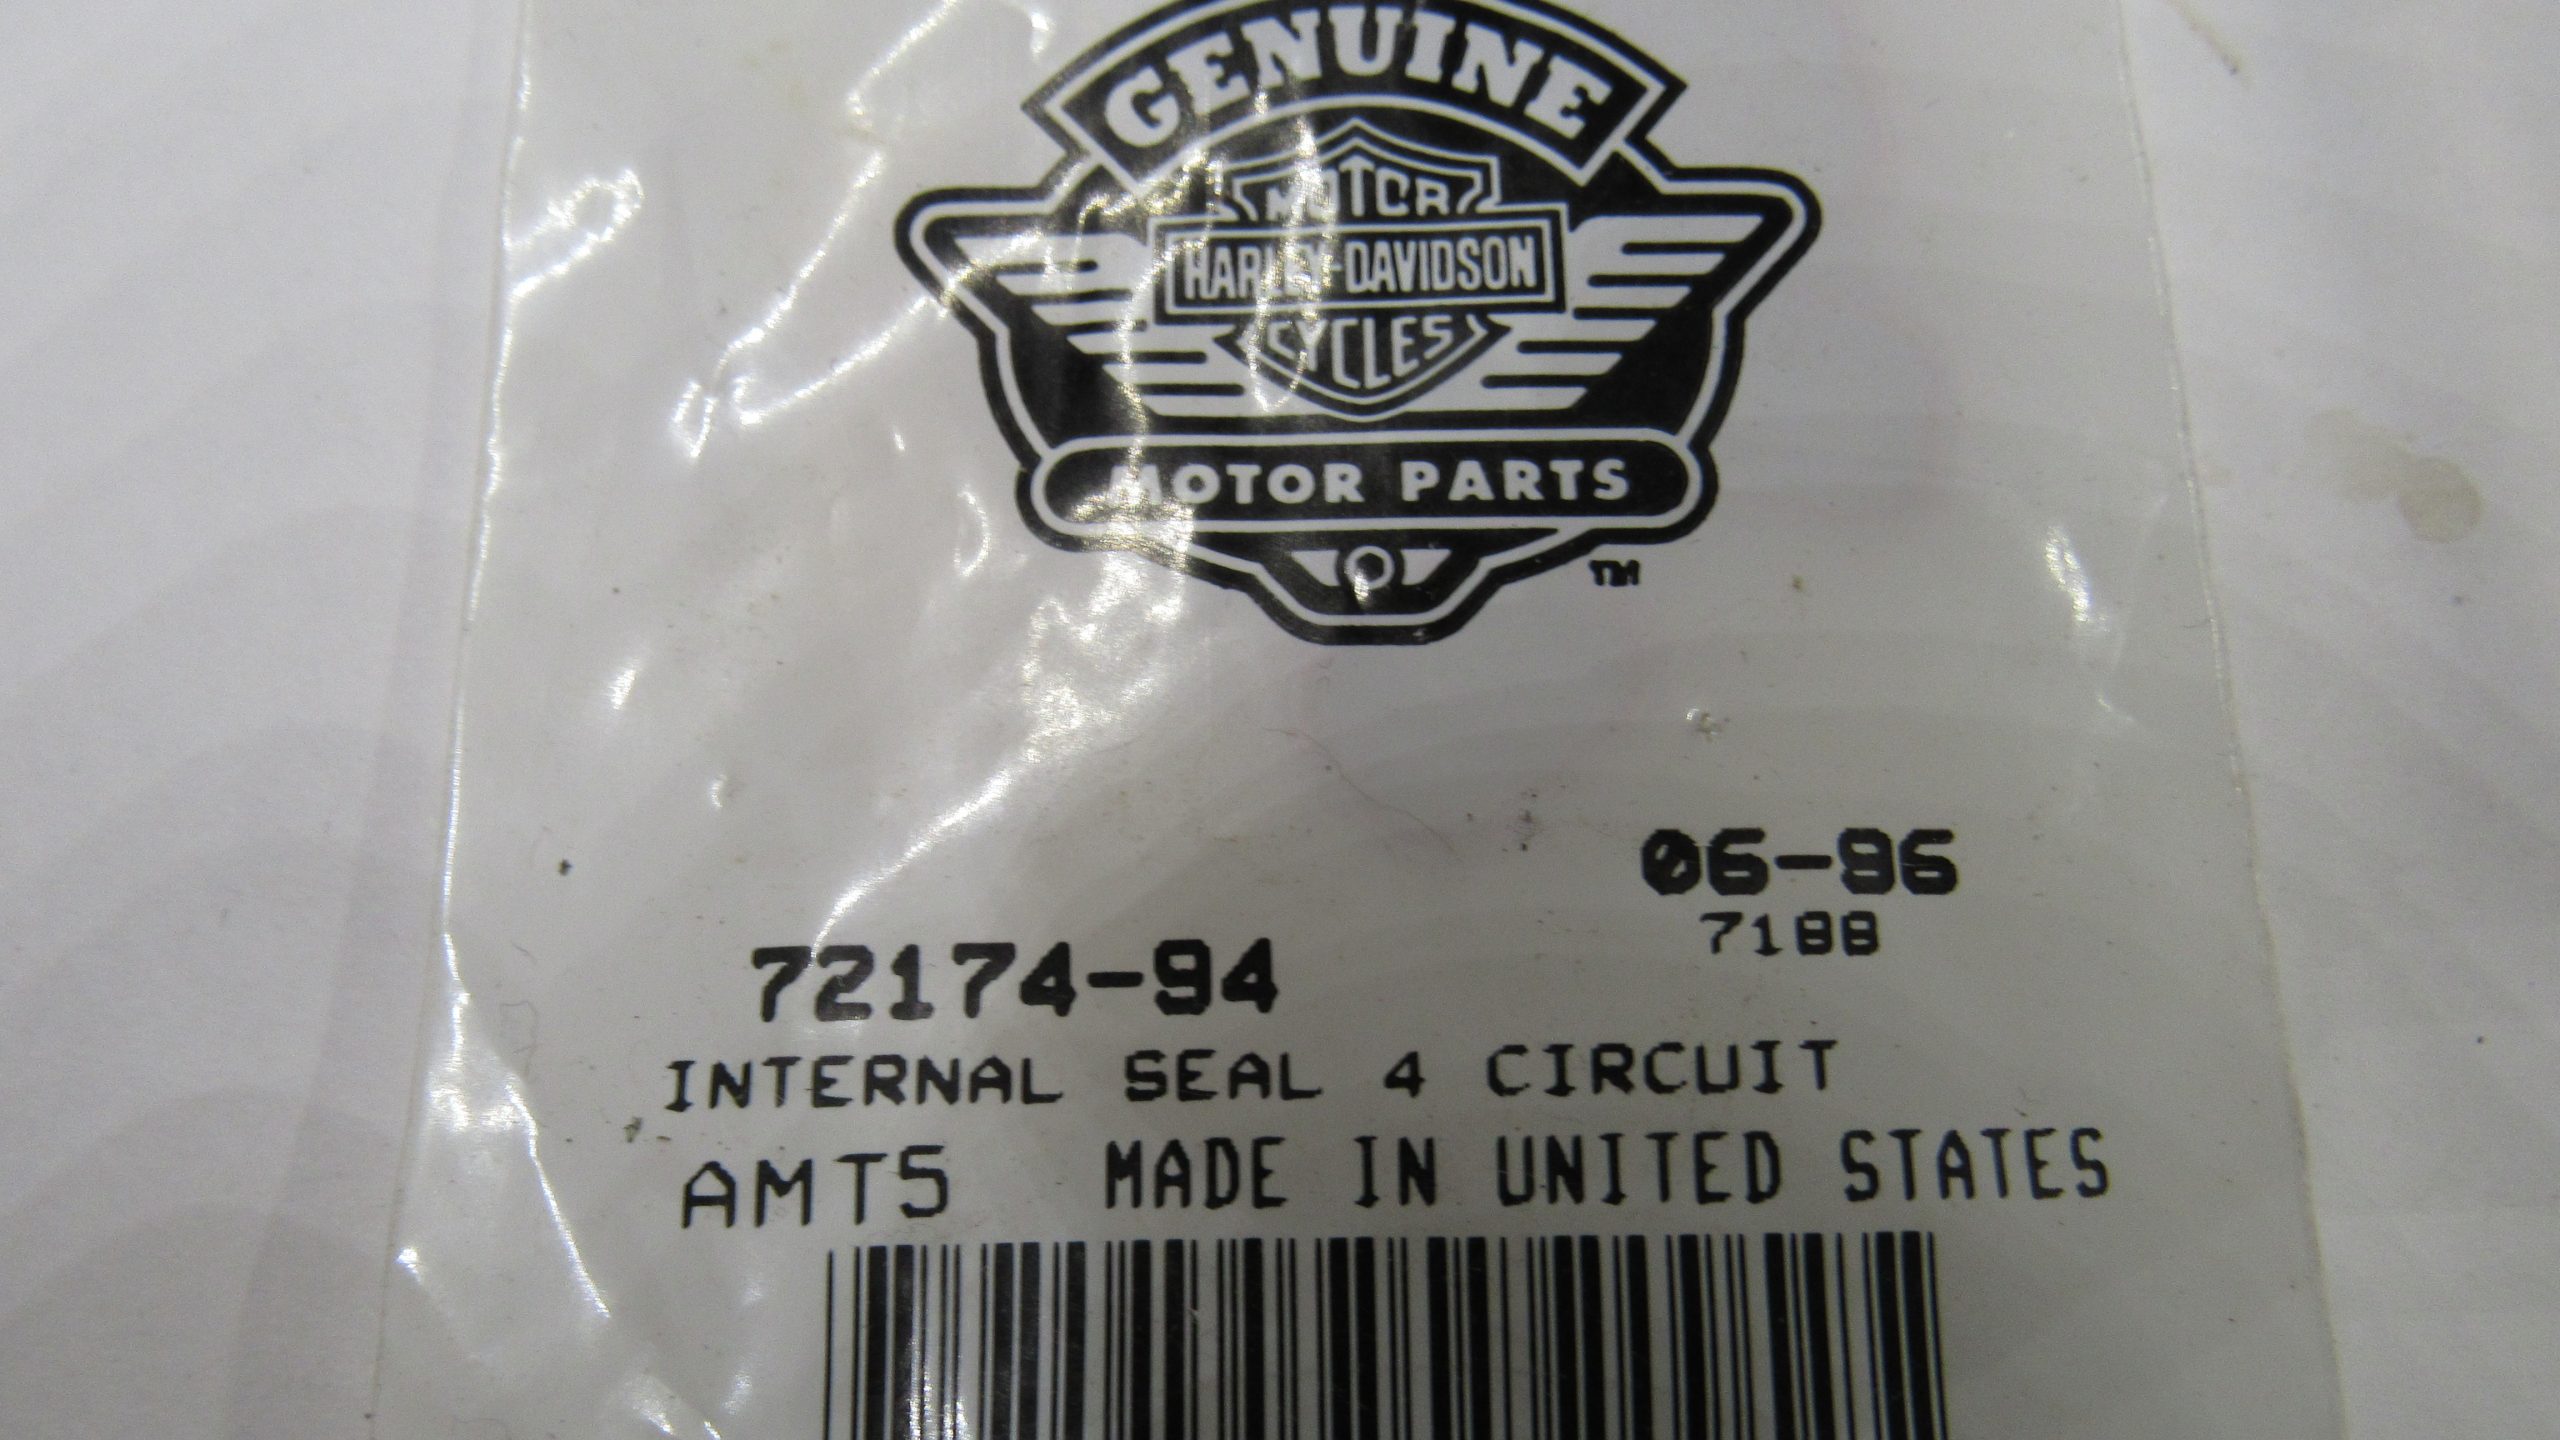 GENUINE
MOTOR
HARLEY-DAVIDSON
CYCLES
MOTOR PARTS
TM
06-96
7188
72174-94
INTERNAL SEAL 4 CIRCUIT
AMT5 MADE IN UNITED STATES